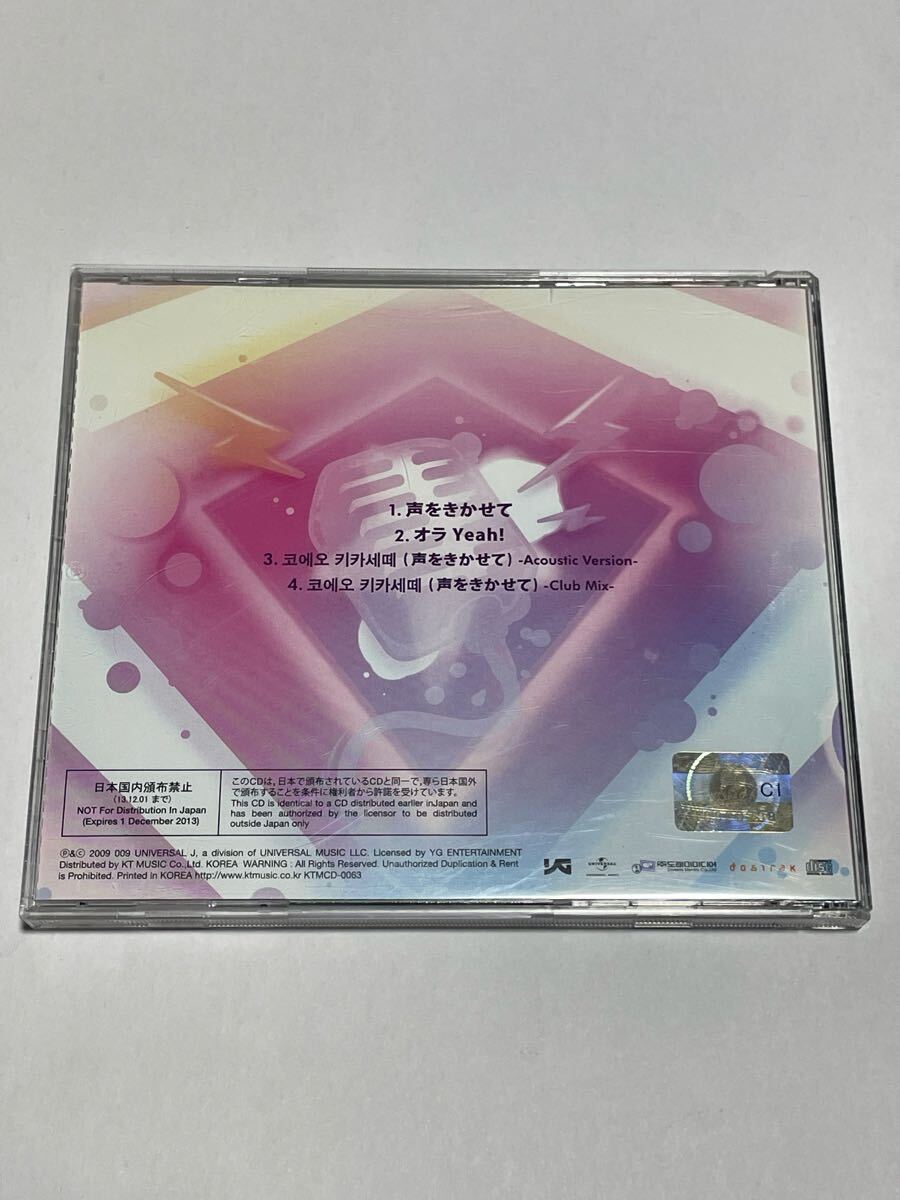 1. 声をきかせて
2. オラ Yeah!
3. 코에오 키카세떼 (声をきかせて) -Acoustic Version-
4. 코에오 키카세떼 (声をきかせて) -Club Mix-
日本国内頒布禁止
('13.12.01 まで)
NOT For Distribution In Japan
(Expires 1 December 2013)
このCDは、日本で頒布されているCDと同一で、専ら日本国外
で頒布することを条件に権利者から許諾を受けています。
This CD is identical to a CD distributed earlier inJapan and
has been authorized by the licensor to be distributed
outside Japan only
C1
℗&© 2009 009 UNIVERSAL J, a division of UNIVERSAL MUSIC LLC. Licensed by YG ENTERTAINMENT
Distributed by KT MUSIC Co.,Ltd. KOREA WARNING : All Rights Reserved. Unauthorized Duplication & Rent
is Prohibited. Printed in KOREA http://www.ktmusic.co.kr KTMCD-0063
YG UNIVERSAL dosirak